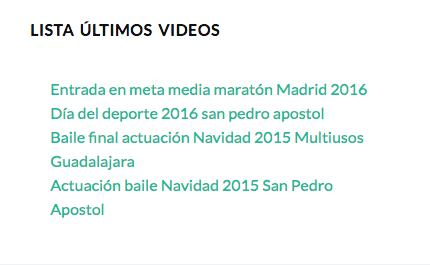 LISTA ÚLTIMOS VIDEOS
Entrada en meta media maratón Madrid 2016
Día del deporte 2016 san pedro apostol
Baile final actuación Navidad 2015 Multiusos
Guadalajara
Actuación baile Navidad 2015 San Pedro
Apostol